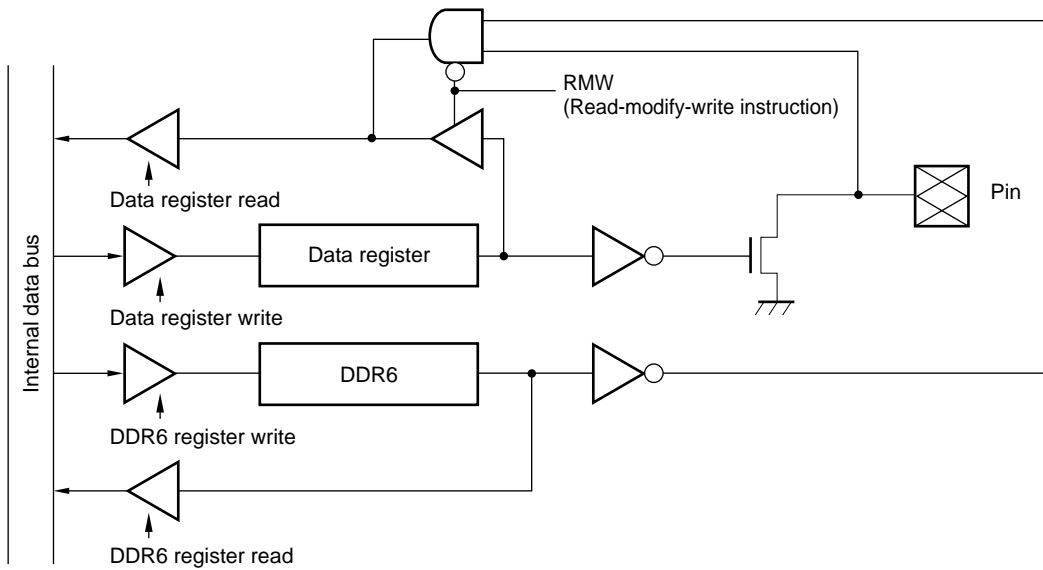 RMW
(Read-modify-write instruction)
Data register read
Pin
Data register
Data register write
Internal data bus
DDR6
DDR6 register write
DDR6 register read